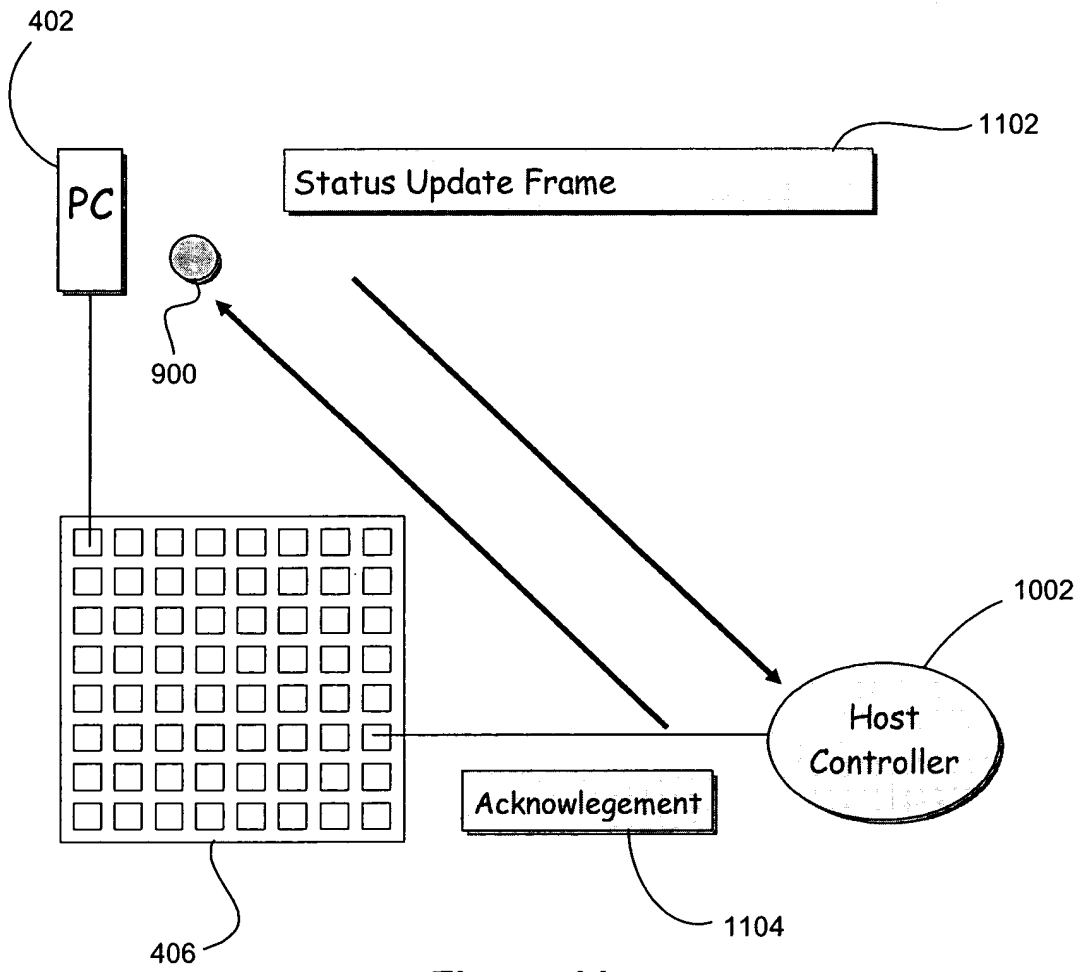 402
1102
Status Update Frame
PC
900
1002
Host
Controller
Acknowlegement
1104
406